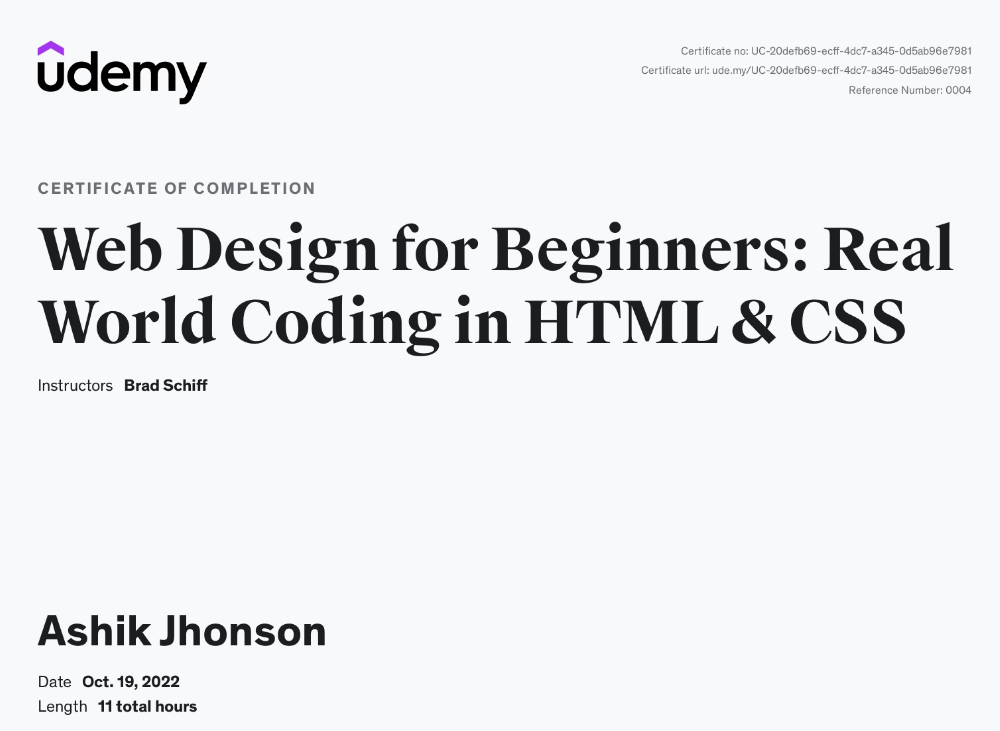 udemy
Certificate no: UC-20defb69-ecff-4dc7-a345-0d5ab96e7981
Certificate url: ude.my/UC-20defb69-ecff-4dc7-a345-0d5ab96e7981
Reference Number: 0004
CERTIFICATE OF COMPLETION
Web Design for Beginners: Real
World Coding in HTML & CSS
Instructors Brad Schiff
Ashik Jhonson
Date Oct. 19, 2022
Length 11 total hours